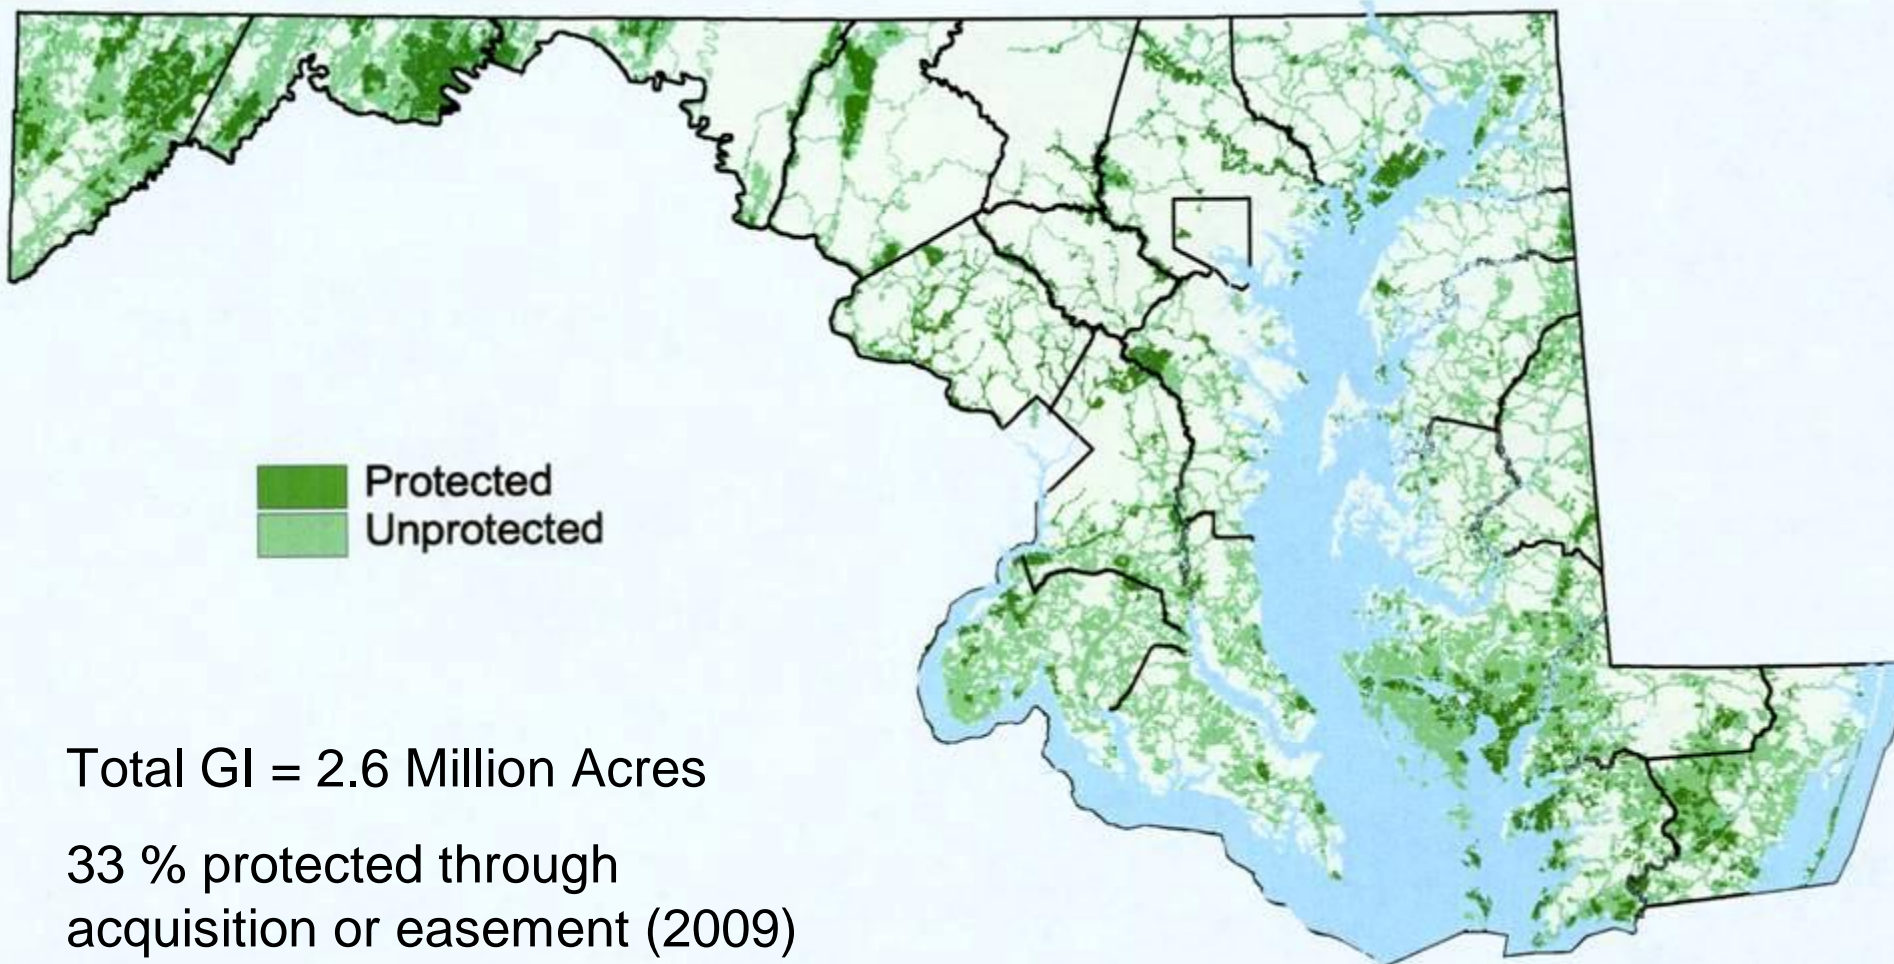 Protected
Unprotected
Total GI = 2.6 Million Acres
33 % protected through
acquisition or easement (2009)